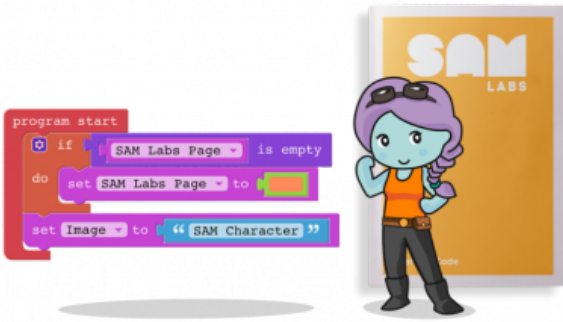 program start
if SAM Labs Page is empty
do set SAM Labs Page to
set Image to “ SAM Character ”
SAM
LABS
Code